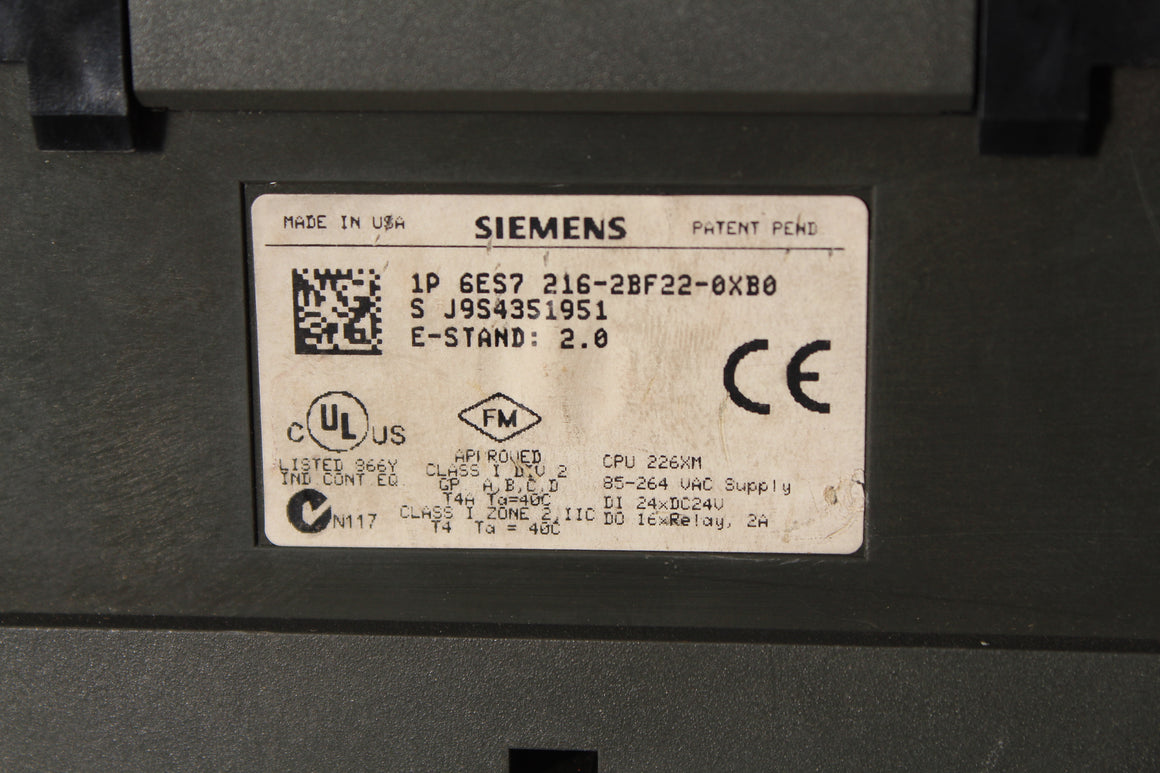 MADE IN USA SIEMENS PATENT PEND
1P 6ES7 216-2BF22-0XB0
S J9S4351951
E-STAND: 2.0
CE
C UL US
LISTED 966Y
IND CONT.EQ.
N117
FM
APPROVED
CLASS I DIV 2
GP A,B,C,D
T4A Ta=40C
CLASS I ZONE 2,IIC
T4 Ta = 40C
CPU 226XM
85-264 VAC Supply
DI 24xDC24V
DO 16xRelay, 2A